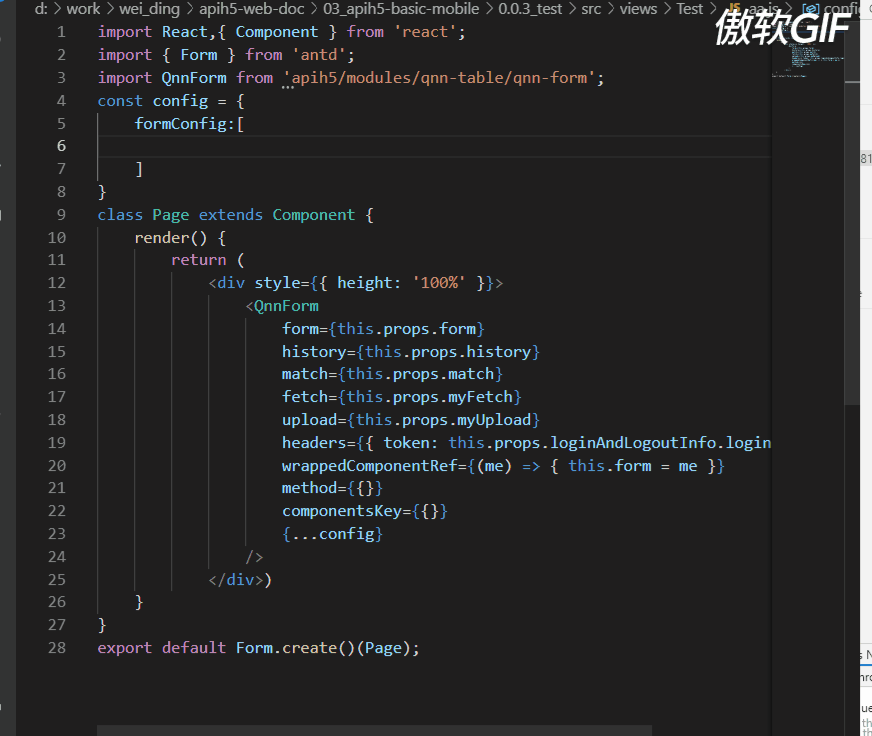 d: > work > wei_ding > apih5-web-doc > 03_apih5-basic-mobile > 0.0.3_test > src > views > Test > JS aa.js > config
傲软GIF
1 import React,{ Component } from 'react';
2 import { Form } from 'antd';
3 import QnnForm from 'apih5/modules/qnn-table/qnn-form';
4 const config = {
5 formConfig:[
6
7 ]
8 }
9 class Page extends Component {
10 render() {
11 return (
12 <div style={{ height: '100%' }}>
13 <QnnForm
14 form={this.props.form}
15 history={this.props.history}
16 match={this.props.match}
17 fetch={this.props.myFetch}
18 upload={this.props.myUpload}
19 headers={{ token: this.props.loginAndLogoutInfo.login
20 wrappedComponentRef={(me) => { this.form = me }}
21 method={{}}
22 componentsKey={{}}
23 {...config}
24 />
25 </div>)
26 }
27 }
28 export default Form.create()(Page);